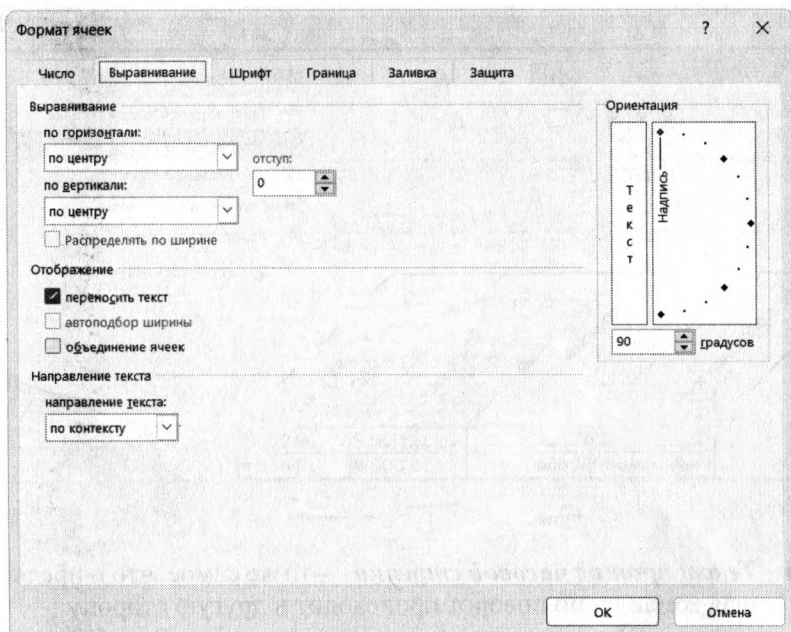 Формат ячеек ? ×
Число Выравнивание Шрифт Граница Заливка Защита
Выравнивание
по горизонтали:
по центру
отступ:
0
по вертикали:
по центру
Распределять по ширине
Отображение
переносить текст
автоподбор ширины
объединение ячеек
Направление текста
направление текста:
по контексту
Ориентация
Текст
Надпись
90 градусов
ОК Отмена